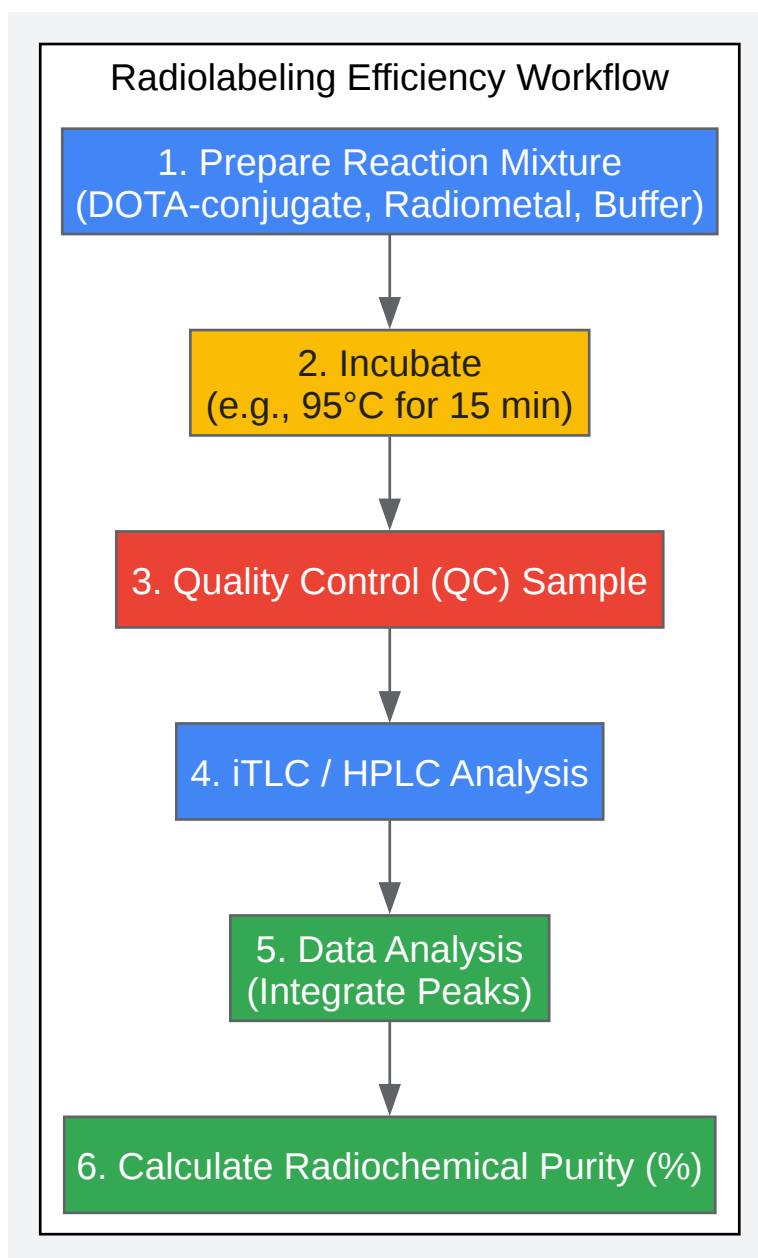 Radiolabeling Efficiency Workflow
1. Prepare Reaction Mixture
(DOTA-conjugate, Radiometal, Buffer)
2. Incubate
(e.g., 95°C for 15 min)
3. Quality Control (QC) Sample
4. iTLC / HPLC Analysis
5. Data Analysis
(Integrate Peaks)
6. Calculate Radiochemical Purity (%)